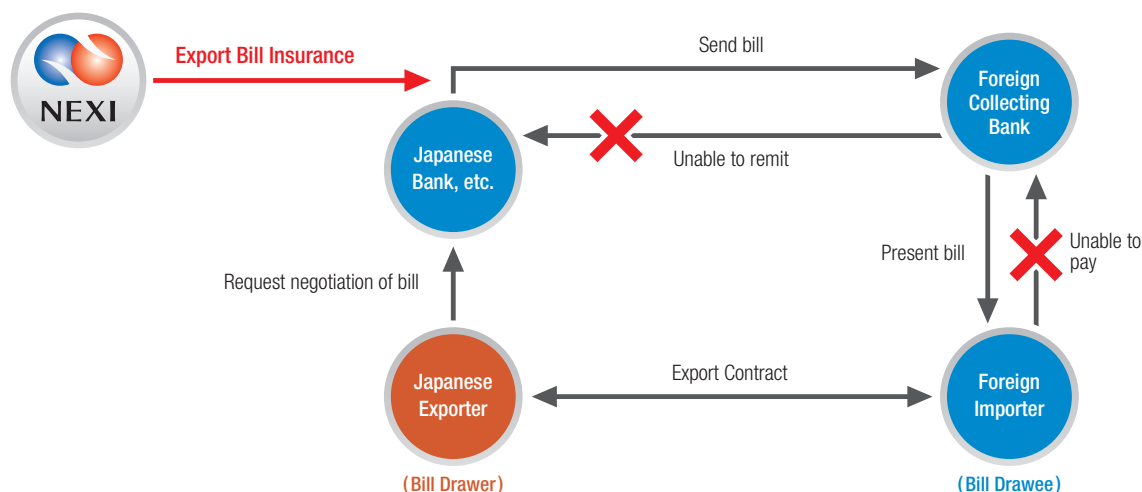 NEXI
Export Bill Insurance
Send bill
Foreign
Collecting
Bank
Japanese
Bank, etc.
Unable to remit
Present bill
Unable to
pay
Request negotiation of bill
Japanese
Exporter
Export Contract
Foreign
Importer
(Bill Drawer)
(Bill Drawee)